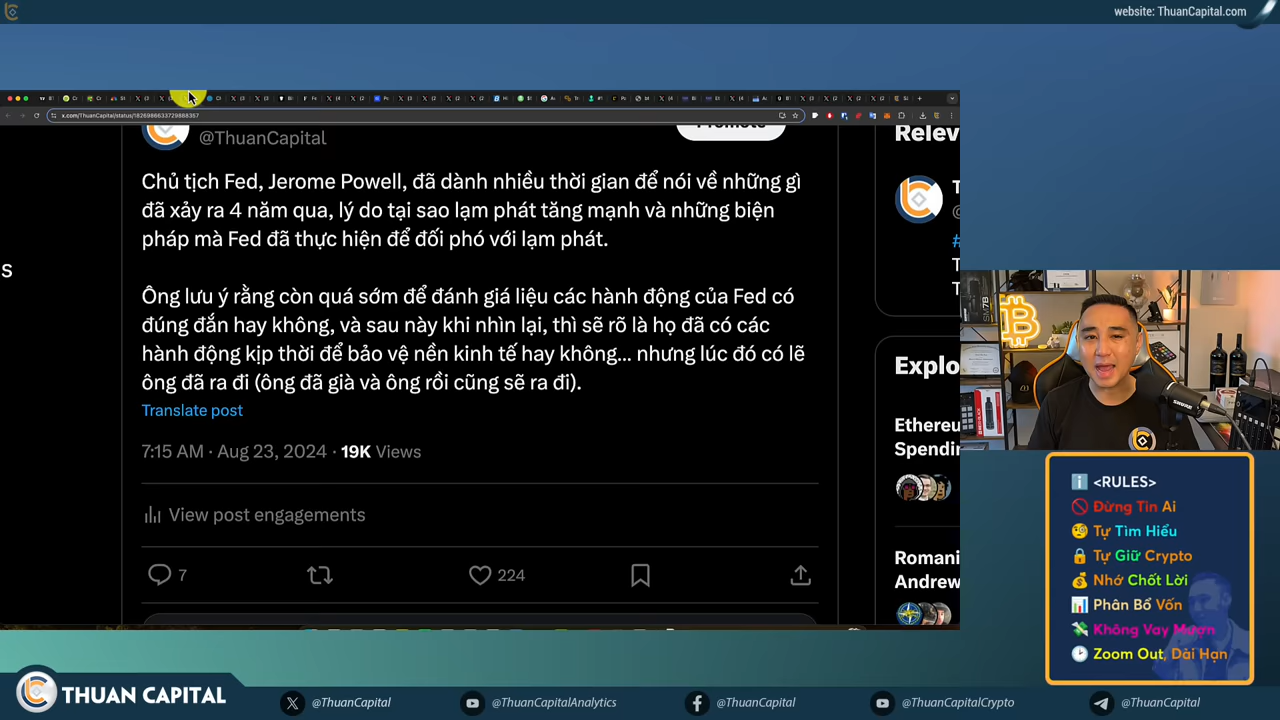 website: ThuanCapital.com
x.com/ThuanCapital/status/1826986633729888357
@ThuanCapital
Promote
Chủ tịch Fed, Jerome Powell, đã dành nhiều thời gian để nói về những gì
đã xảy ra 4 năm qua, lý do tại sao lạm phát tăng mạnh và những biện
pháp mà Fed đã thực hiện để đối phó với lạm phát.
Ông lưu ý rằng còn quá sớm để đánh giá liệu các hành động của Fed có
đúng đắn hay không, và sau này khi nhìn lại, thì sẽ rõ là họ đã có các
hành động kịp thời để bảo vệ nền kinh tế hay không... nhưng lúc đó có lẽ
ông đã ra đi (ông đã già và ông rồi cũng sẽ ra đi).
Translate post
7:15 AM · Aug 23, 2024 · 19K Views
View post engagements
7
224
s
Relev
T
@
#
T
T
Explo
Ethereu
Spendin
Romani
Andrew
SM7B
SHURE
<RULES>
Đừng Tin Ai
Tự Tìm Hiểu
Tự Giữ Crypto
Nhớ Chốt Lời
Phân Bổ Vốn
Không Vay Mượn
Zoom Out, Dài Hạn
THUAN CAPITAL
@ThuanCapital
@ThuanCapitalAnalytics
@ThuanCapital
@ThuanCapitalCrypto
@ThuanCapital